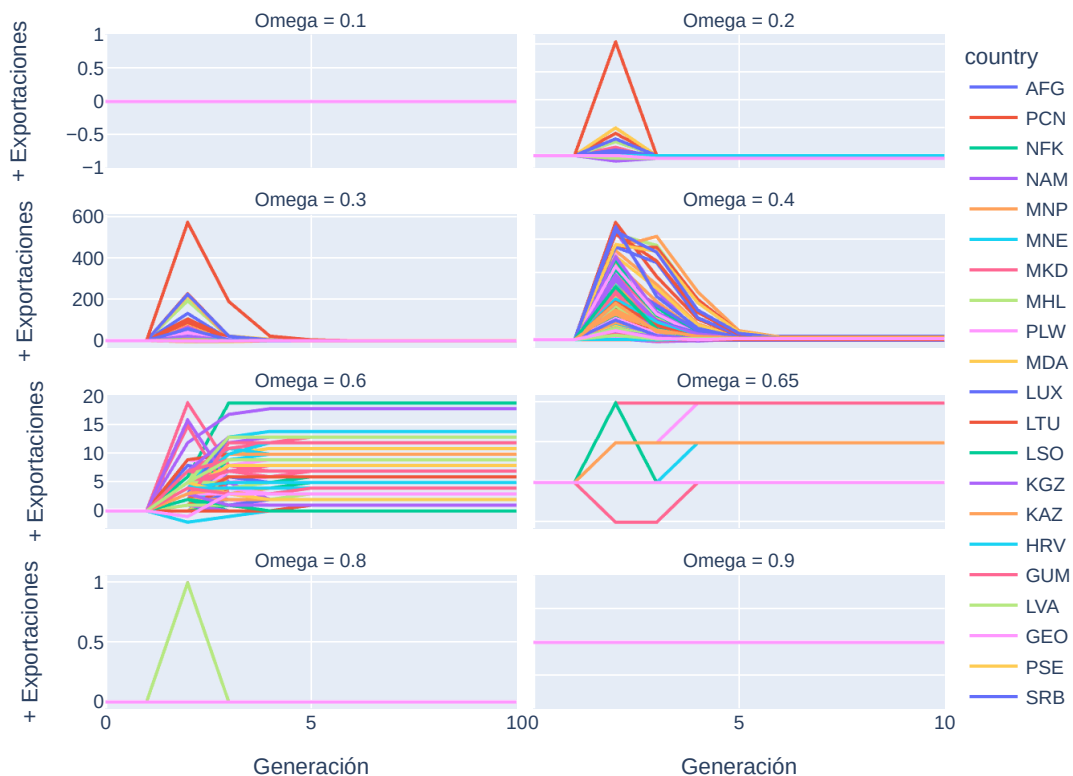 Omega = 0.1
Omega = 0.2
+ Exportaciones
1
0.5
0
−0.5
−1
Omega = 0.3
Omega = 0.4
+ Exportaciones
600
400
200
0
Omega = 0.6
Omega = 0.65
+ Exportaciones
20
15
10
5
0
Omega = 0.8
Omega = 0.9
+ Exportaciones
1
0.5
0
0
5
10
0
5
10
Generación
Generación
country
AFG
PCN
NFK
NAM
MNP
MNE
MKD
MHL
PLW
MDA
LUX
LTU
LSO
KGZ
KAZ
HRV
GUM
LVA
GEO
PSE
SRB